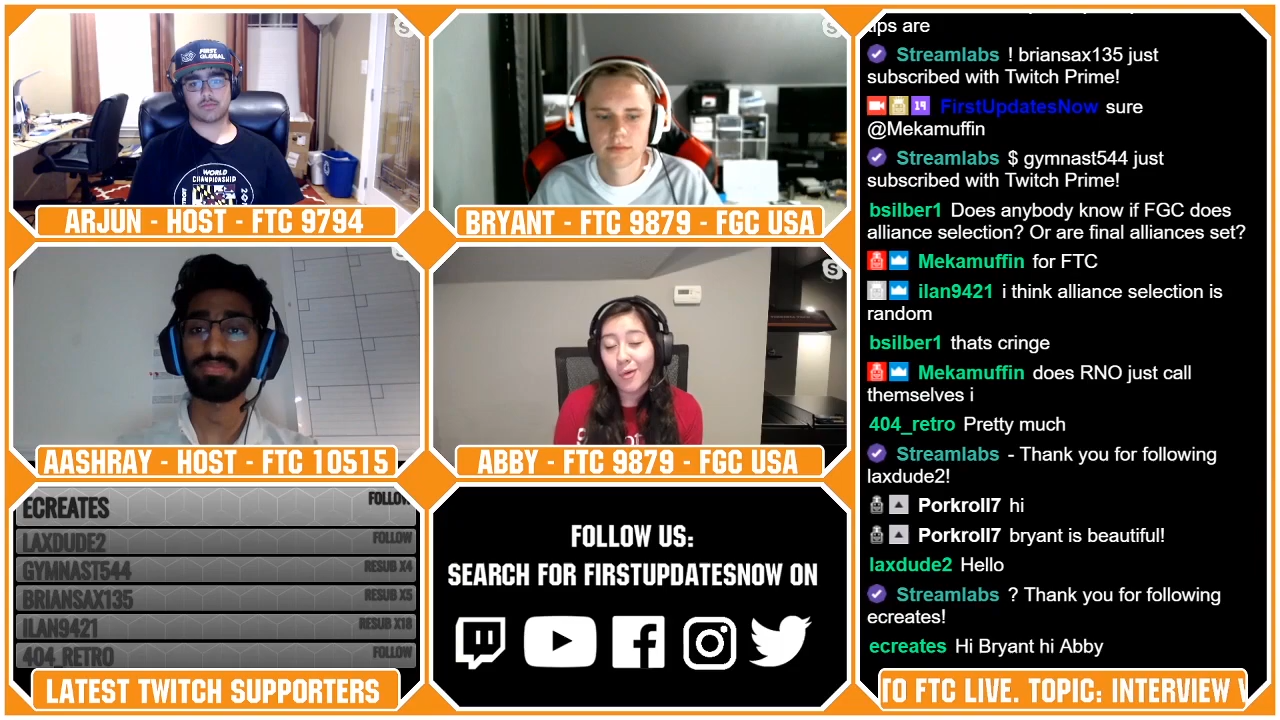 FIRST
GLOBAL
WORLD
CHAMPIONSHIP
ARJUN - HOST - FTC 9794
BRYANT - FTC 9879 - FGC USA
AASHRAY - HOST - FTC 10515
ABBY - FTC 9879 - FGC USA
ECREATES FOLLOW
LAXDUDE2 FOLLOW
GYMNAST544 RESUB X4
BRIANSAX135 RESUB X5
ILAN9421 RESUB X18
404_RETRO FOLLOW
LATEST TWITCH SUPPORTERS
FOLLOW US:
SEARCH FOR FIRSTUPDATESNOW ON
tips are
Streamlabs ! briansax135 just
subscribed with Twitch Prime!
19 FirstUpdatesNow sure
@Mekamuffin
Streamlabs $ gymnast544 just
subscribed with Twitch Prime!
bsilber1 Does anybody know if FGC does
alliance selection? Or are final alliances set?
Mekamuffin for FTC
ilan9421 i think alliance selection is
random
bsilber1 thats cringe
Mekamuffin does RNO just call
themselves i
404_retro Pretty much
Streamlabs - Thank you for following
laxdude2!
Porkroll7 hi
Porkroll7 bryant is beautiful!
laxdude2 Hello
Streamlabs ? Thank you for following
ecreates!
ecreates Hi Bryant hi Abby
TO FTC LIVE. TOPIC: INTERVIEW